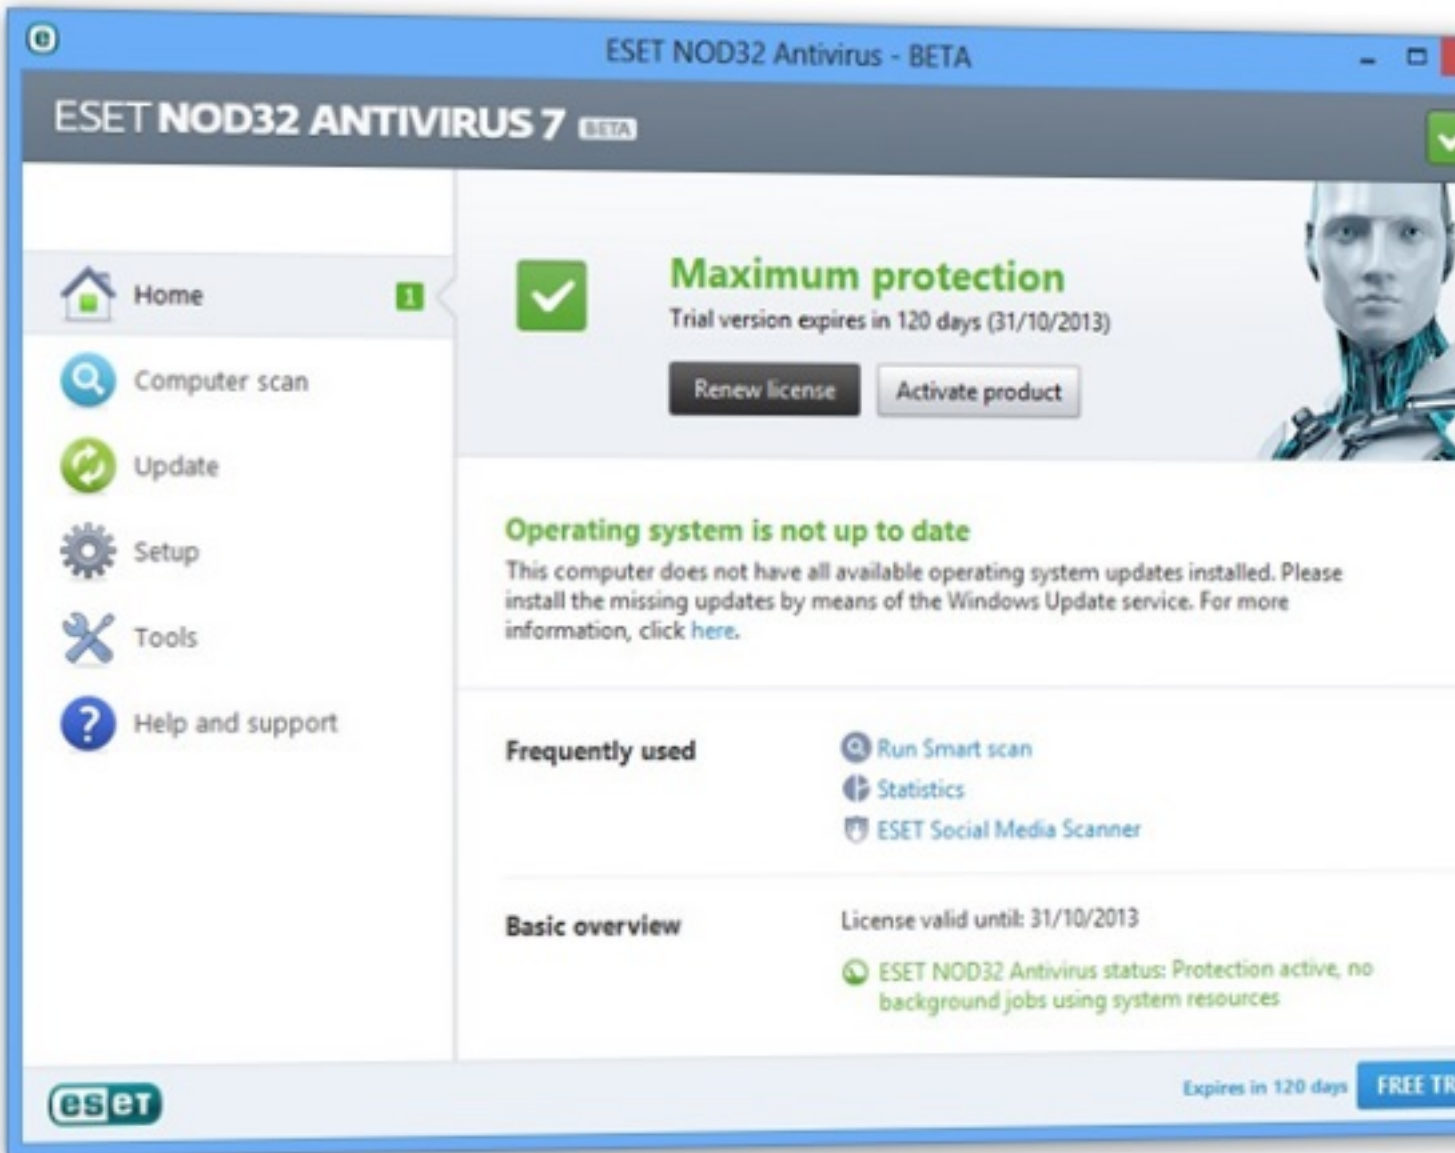 ESET NOD32 Antivirus - BETA
ESET NOD32 ANTIVIRUS 7 BETA
Home 1
Computer scan
Update
Setup
Tools
Help and support
Maximum protection
Trial version expires in 120 days (31/10/2013)
Renew license Activate product
Operating system is not up to date
This computer does not have all available operating system updates installed. Please
install the missing updates by means of the Windows Update service. For more
information, click here.
Frequently used
Run Smart scan
Statistics
ESET Social Media Scanner
Basic overview
License valid until: 31/10/2013
ESET NOD32 Antivirus status: Protection active, no
background jobs using system resources
eset
Expires in 120 days FREE TR